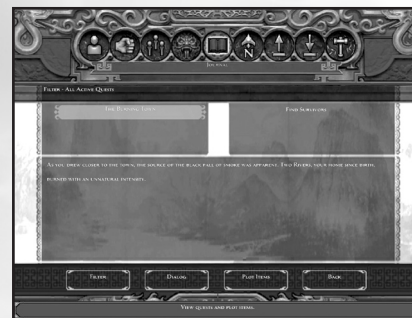 Journal
Filter - All Active Quests
The Burning Town
Find Survivors
As you drew closer to the town, the source of the black pall of smoke was apparent. Two Rivers, your home since birth,
burned with an unnatural intensity.
Filter
Dialog
Plot Items
Back
View quests and plot items.